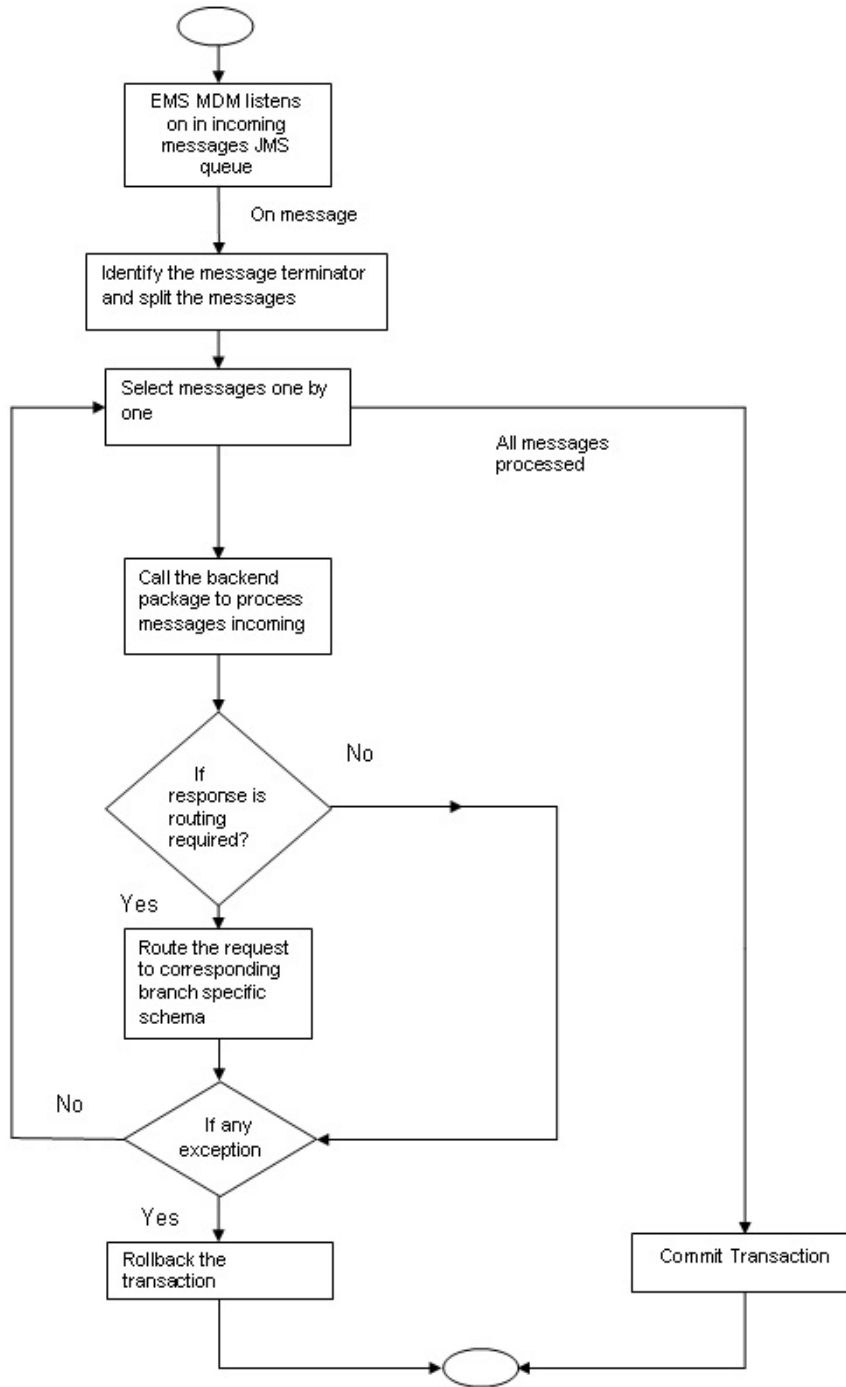 EMS MDM listens
on in incoming
messages JMS
queue
On message
Identify the message terminator
and split the messages
Select messages one by
one
All messages
processed
Call the backend
package to process
messages incoming
No
If
response is
routing
required?
Yes
Route the request
to corresponding
branch specific
schema
No
If any
exception
Yes
Rollback the
transaction
Commit Transaction